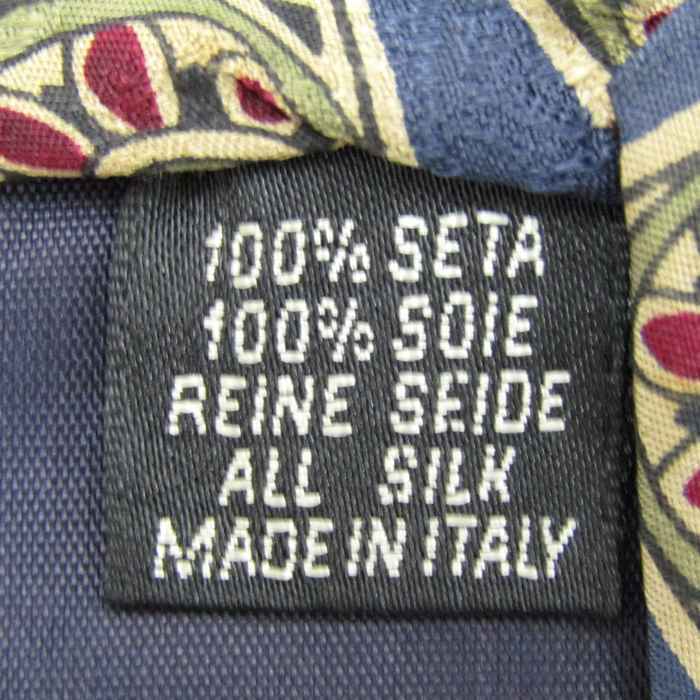 100% SETA
100% SOIE
REINE SEIDE
ALL SILK
MADE IN ITALY